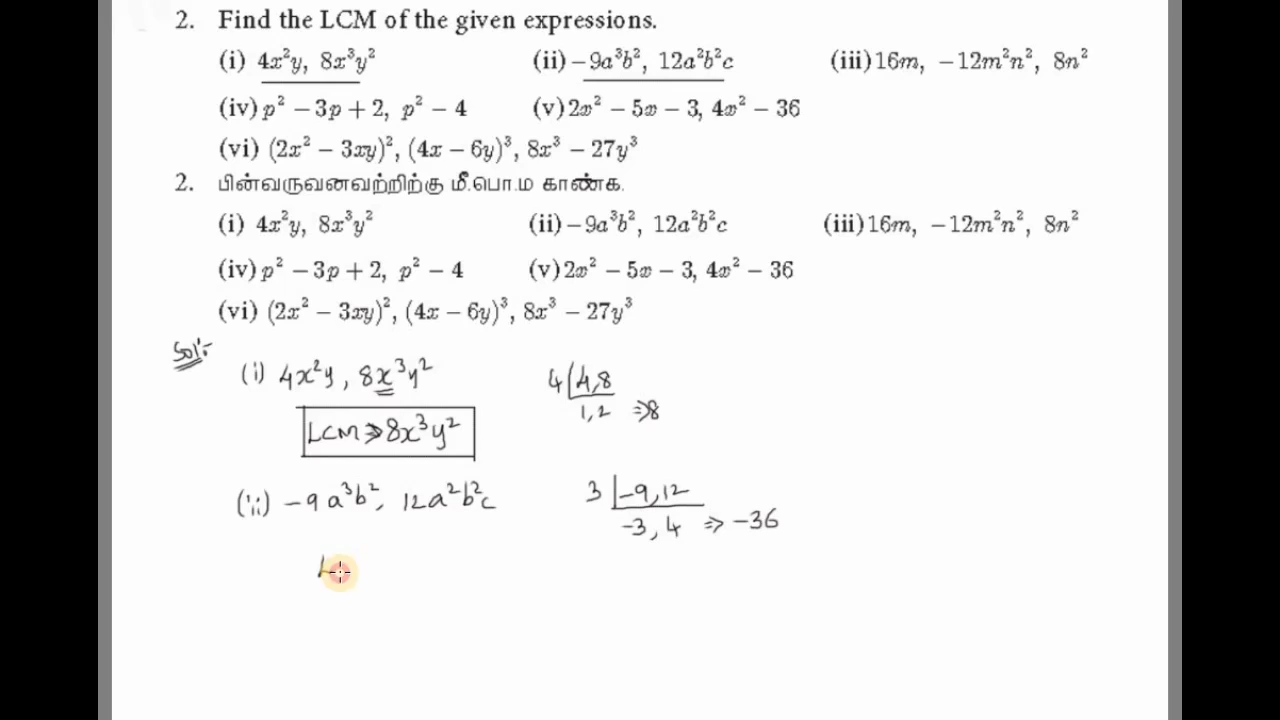 2. Find the LCM of the given expressions.
(i) 4x²y, 8x³y² (ii) −9a³b², 12a²b²c (iii) 16m, −12m²n², 8n²
(iv) p² − 3p + 2, p² − 4 (v) 2x² − 5x − 3, 4x² − 36
(vi) (2x² − 3xy)², (4x − 6y)³, 8x³ − 27y³
2. பின்வருவனவற்றிற்கு மீ.பொ.ம காண்க.
(i) 4x²y, 8x³y² (ii) −9a³b², 12a²b²c (iii) 16m, −12m²n², 8n²
(iv) p² − 3p + 2, p² − 4 (v) 2x² − 5x − 3, 4x² − 36
(vi) (2x² − 3xy)², (4x − 6y)³, 8x³ − 27y³
Sol':
(i) 4x²y, 8x³y² 4 | 4, 8
1, 2 ⇒ 8
LCM ⇒ 8x³y²
(ii) −9a³b², 12a²b²c 3 | −9, 12
−3, 4 ⇒ −36
L